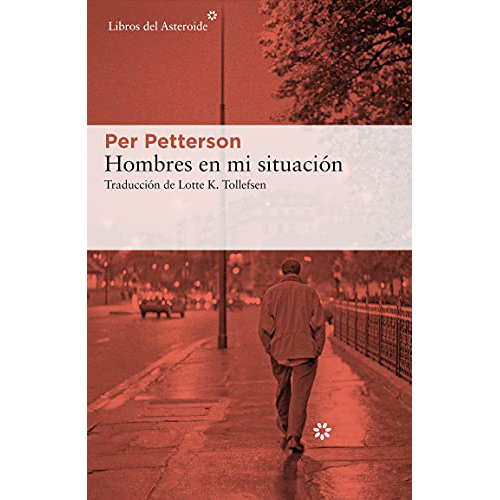 Libros del Asteroide
Per Petterson
Hombres en mi situación
Traducción de Lotte K. Tollefsen